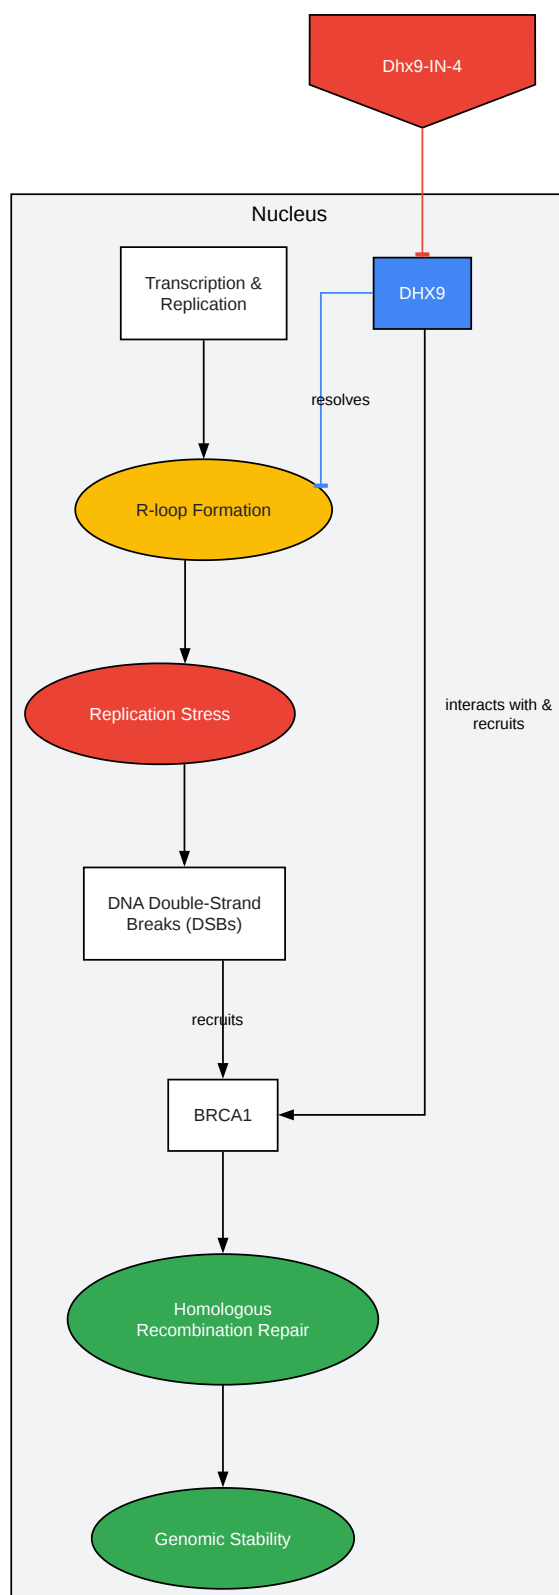 Dhx9-IN-4
Nucleus
Transcription &
Replication
DHX9
resolves
R-loop Formation
Replication Stress
interacts with &
recruits
DNA Double-Strand
Breaks (DSBs)
recruits
BRCA1
Homologous
Recombination Repair
Genomic Stability